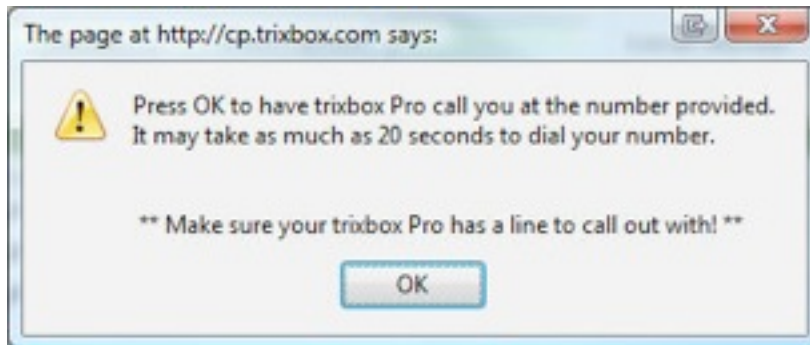 The page at http://cp.trixbox.com says:
Press OK to have trixbox Pro call you at the number provided.
It may take as much as 20 seconds to dial your number.
** Make sure your trixbox Pro has a line to call out with! **
OK